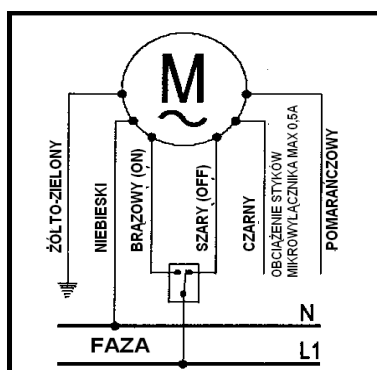 M
ŻÓŁTO-ZIELONY
NIEBIESKI
BRĄZOWY (ON)
SZARY (OFF)
CZARNY
OBCIĄŻENIE STYKÓW
MIKROWYŁĄCZNIKA MAX 0,5A
POMARAŃCZOWY
N
FAZA
L1